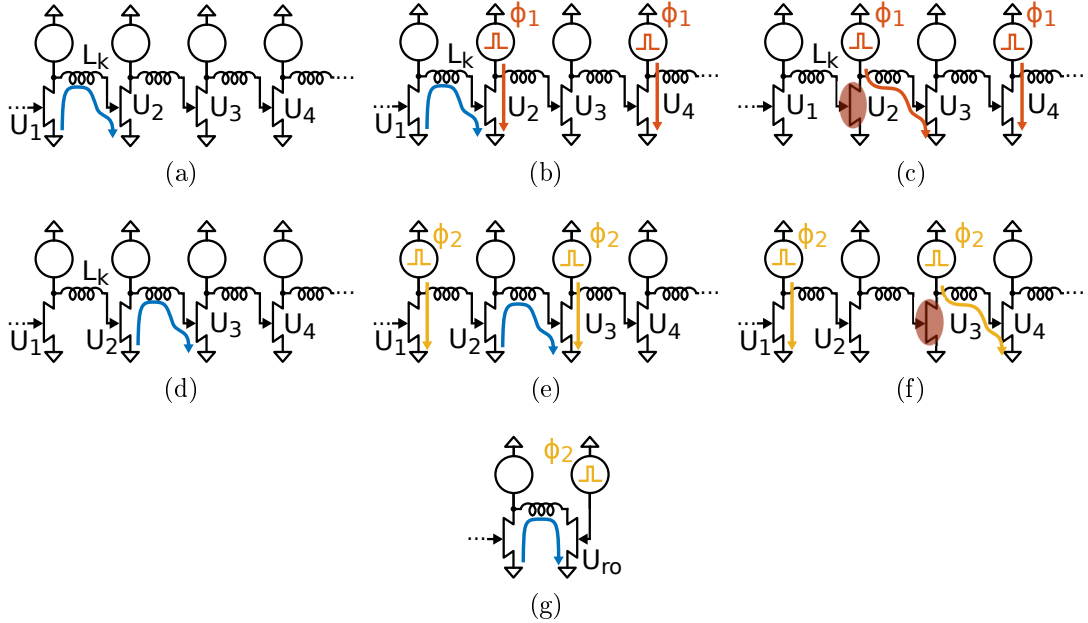 ϕ1 ϕ1 ϕ1 ϕ1
Lk Lk Lk
U1 U2 U3 U4 U1 U2 U3 U4 U1 U2 U3 U4
(a) (b) (c)
ϕ2 ϕ2 ϕ2 ϕ2
Lk
U1 U2 U3 U4 U1 U2 U3 U4 U1 U2 U3 U4
(d) (e) (f)
ϕ2
Uro
(g)